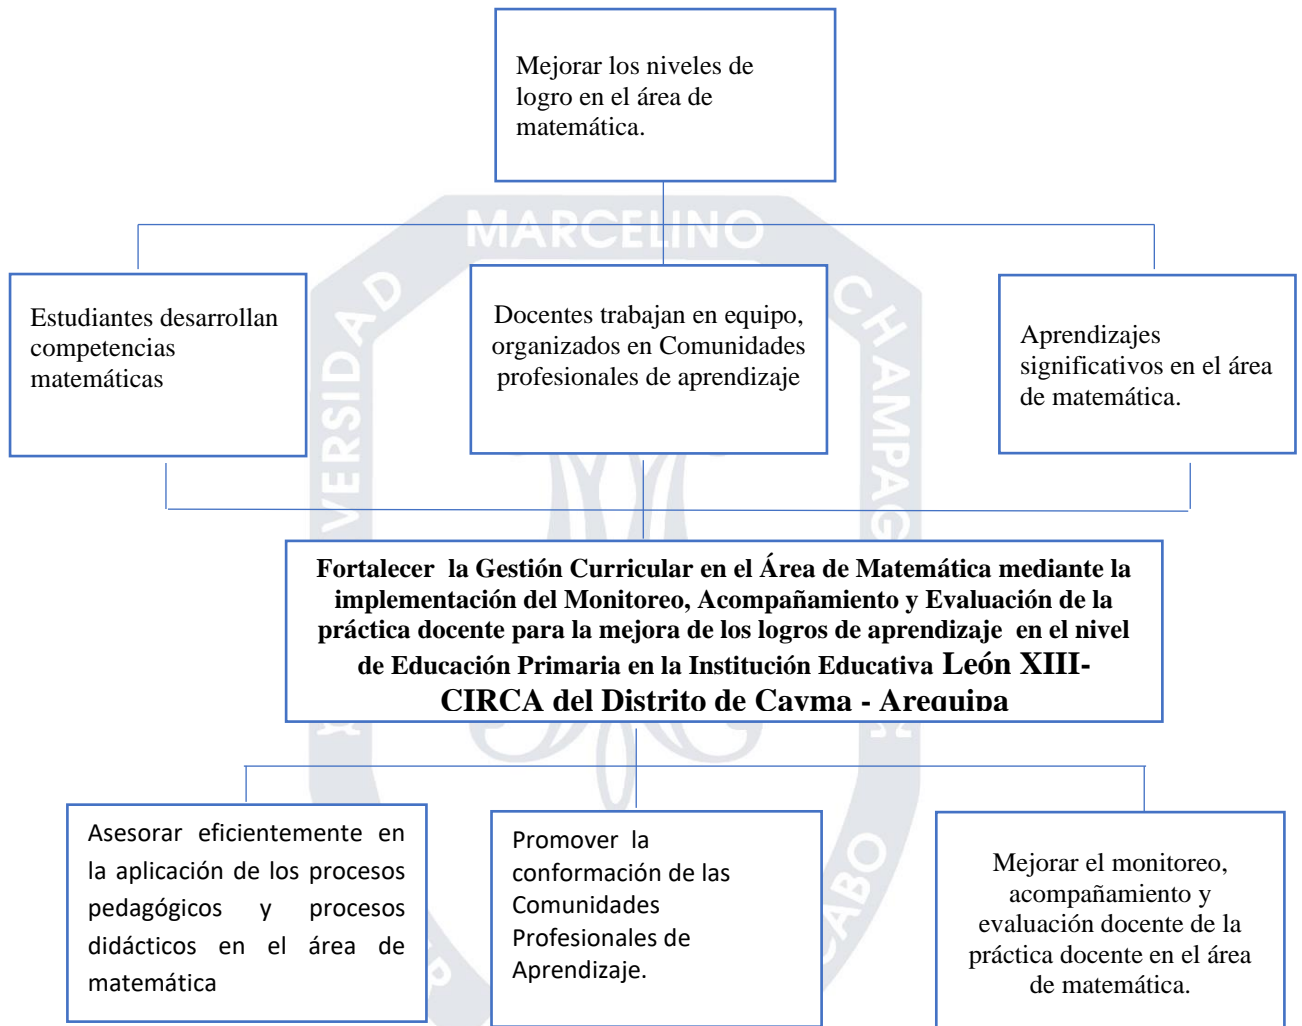 Mejorar los niveles de
logro en el área de
matemática.
MARCELINO
CHAMPAG
VERSIDAD
Estudiantes desarrollan
competencias
matemáticas
Docentes trabajan en equipo,
organizados en Comunidades
profesionales de aprendizaje
Aprendizajes
significativos en el área
de matemática.
Fortalecer la Gestión Curricular en el Área de Matemática mediante la
implementación del Monitoreo, Acompañamiento y Evaluación de la
práctica docente para la mejora de los logros de aprendizaje en el nivel
de Educación Primaria en la Institución Educativa León XIII-
CIRCA del Distrito de Cayma - Arequipa
Asesorar eficientemente en
la aplicación de los procesos
pedagógicos y procesos
didácticos en el área de
matemática
Promover la
conformación de las
Comunidades
Profesionales de
Aprendizaje.
Mejorar el monitoreo,
acompañamiento y
evaluación docente de la
práctica docente en el área
de matemática.